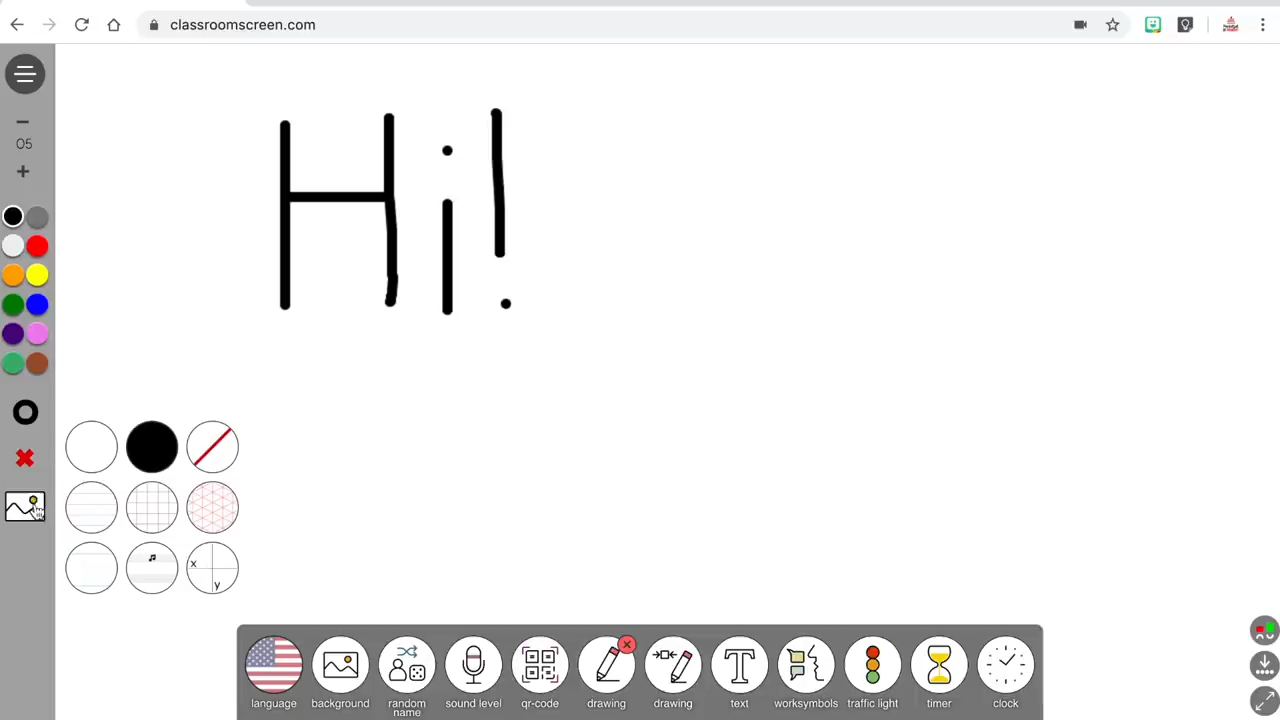 classroomscreen.com
05
Hi!
x
y
language
background
random name
sound level
qr-code
drawing
drawing
text
worksymbols
traffic light
timer
clock